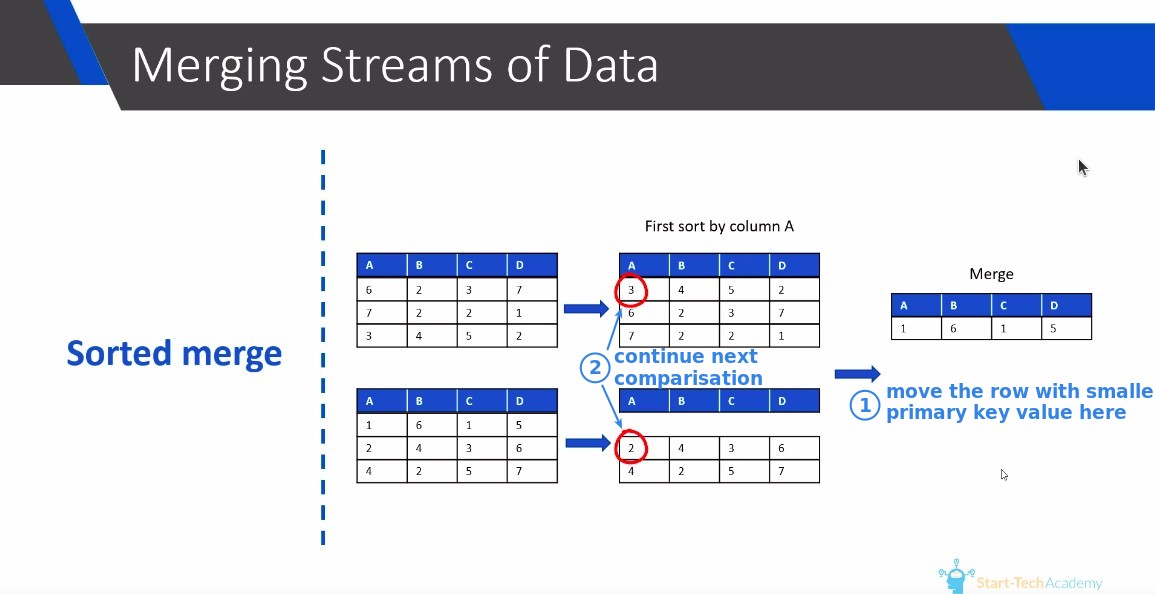 Merging Streams of Data
Sorted merge
A B C D
6 2 3 7
7 2 2 1
3 4 5 2
A B C D
1 6 1 5
2 4 3 6
4 2 5 7
First sort by column A
A B C D
3 4 5 2
6 2 3 7
7 2 2 1
2 continue next
comparisation
A B C D
2 4 3 6
4 2 5 7
Merge
A B C D
1 6 1 5
1 move the row with smalle
primary key value here
Start-TechAcademy